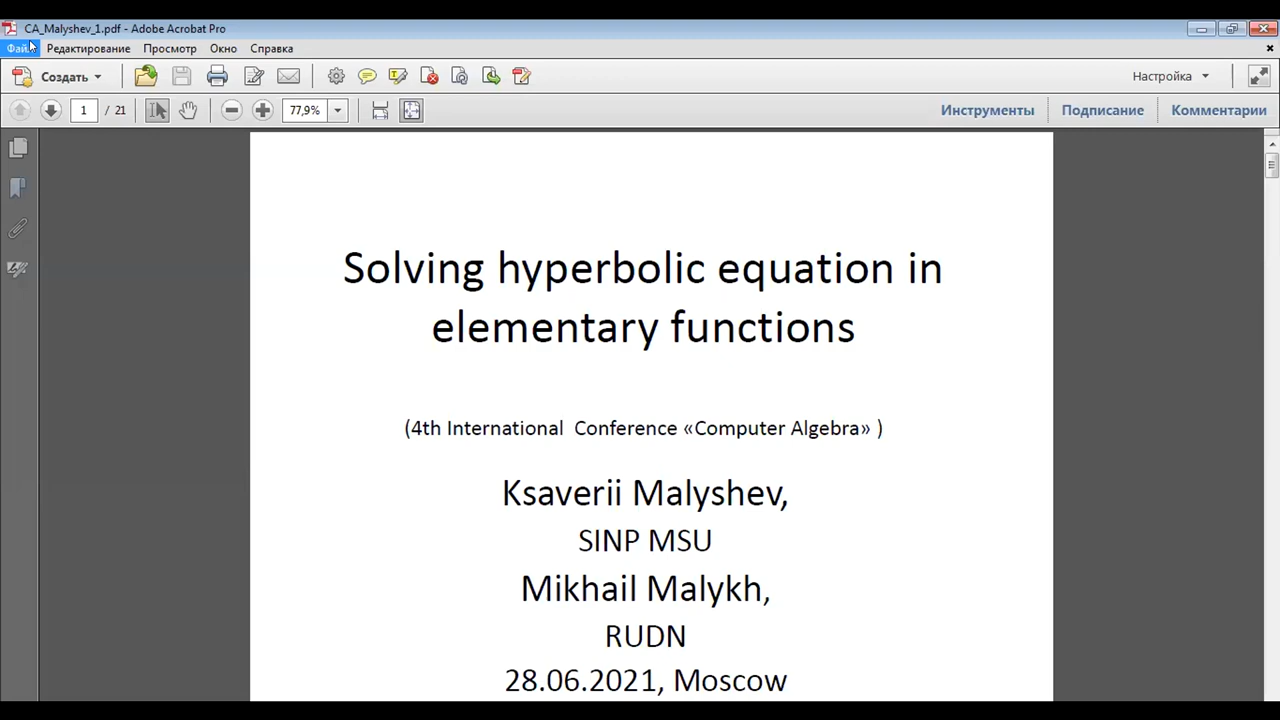 CA_Malyshev_1.pdf - Adobe Acrobat Pro
Файл Редактирование Просмотр Окно Справка
Создать Настройка
1 / 21 77,9% Инструменты Подписание Комментарии
Solving hyperbolic equation in
elementary functions
(4th International Conference «Computer Algebra» )
Ksaverii Malyshev,
SINP MSU
Mikhail Malykh,
RUDN
28.06.2021, Moscow